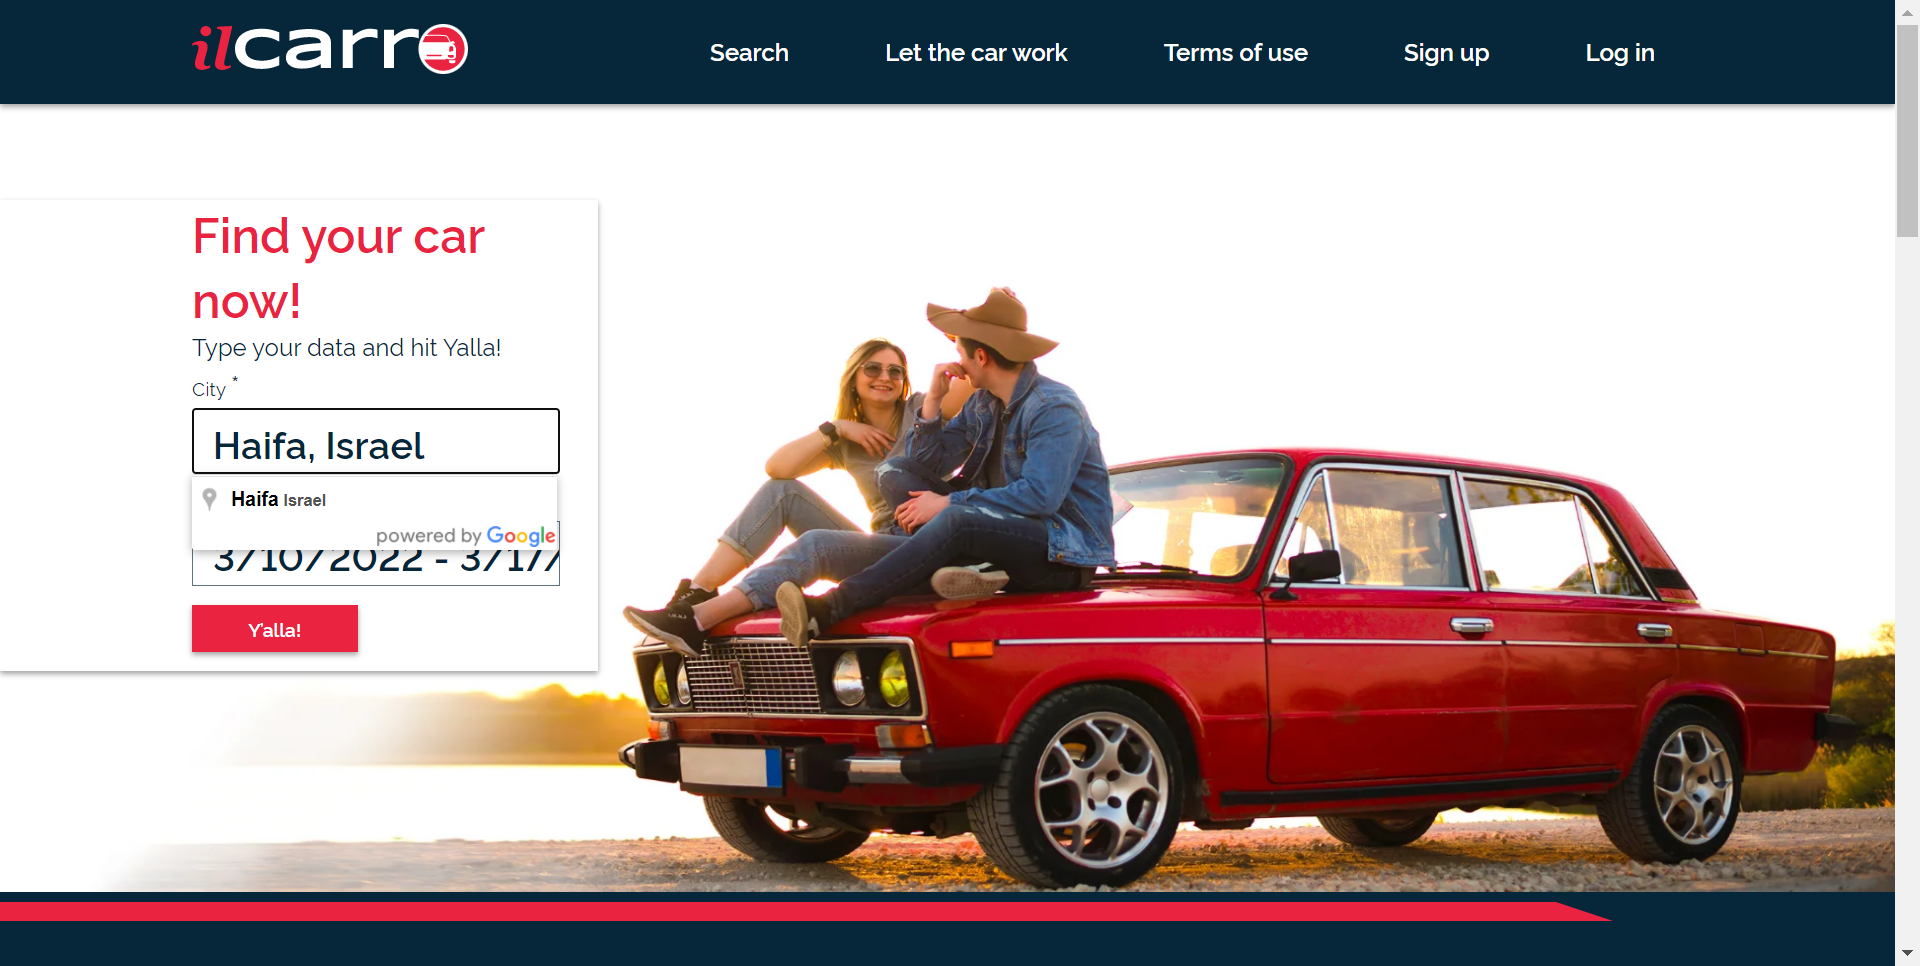 ilcarro
Search
Let the car work
Terms of use
Sign up
Log in
Find your car
now!
Type your data and hit Yalla!
City *
Haifa, Israel
Haifa Israel
powered by Google
3/10/2022 - 3/17/
Y'alla!